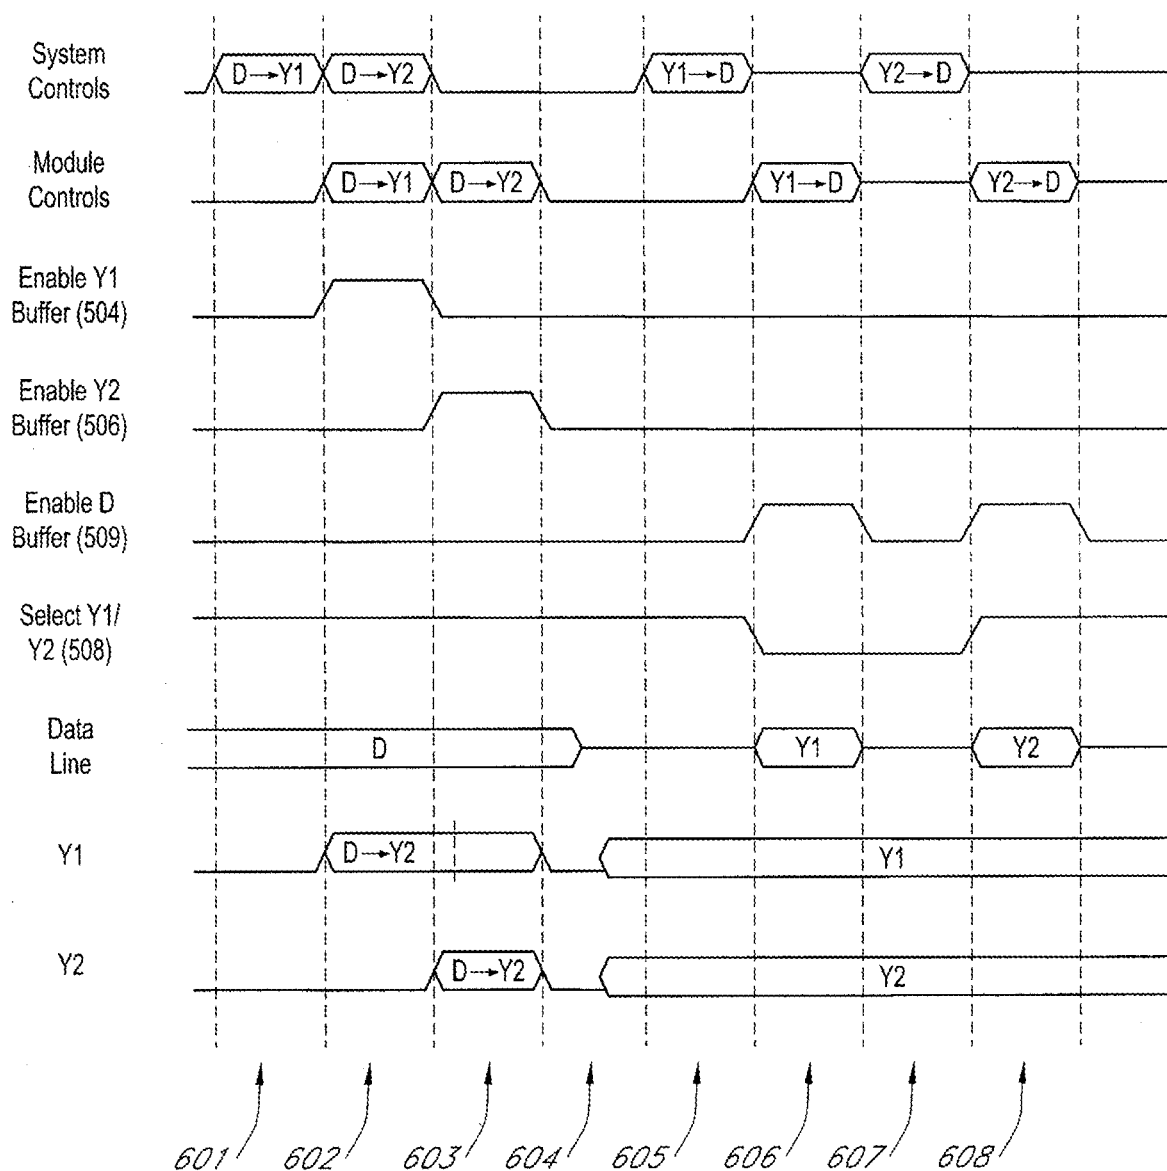 System
Controls
D→Y1
D→Y2
Y1→D
Y2→D
Module
Controls
D→Y1
D→Y2
Y1→D
Y2→D
Enable Y1
Buffer (504)
Enable Y2
Buffer (506)
Enable D
Buffer (509)
Select Y1/
Y2 (508)
Data
Line
D
Y1
Y2
Y1
D→Y2
Y1
Y2
D→Y2
Y2
601
602
603
604
605
606
607
608